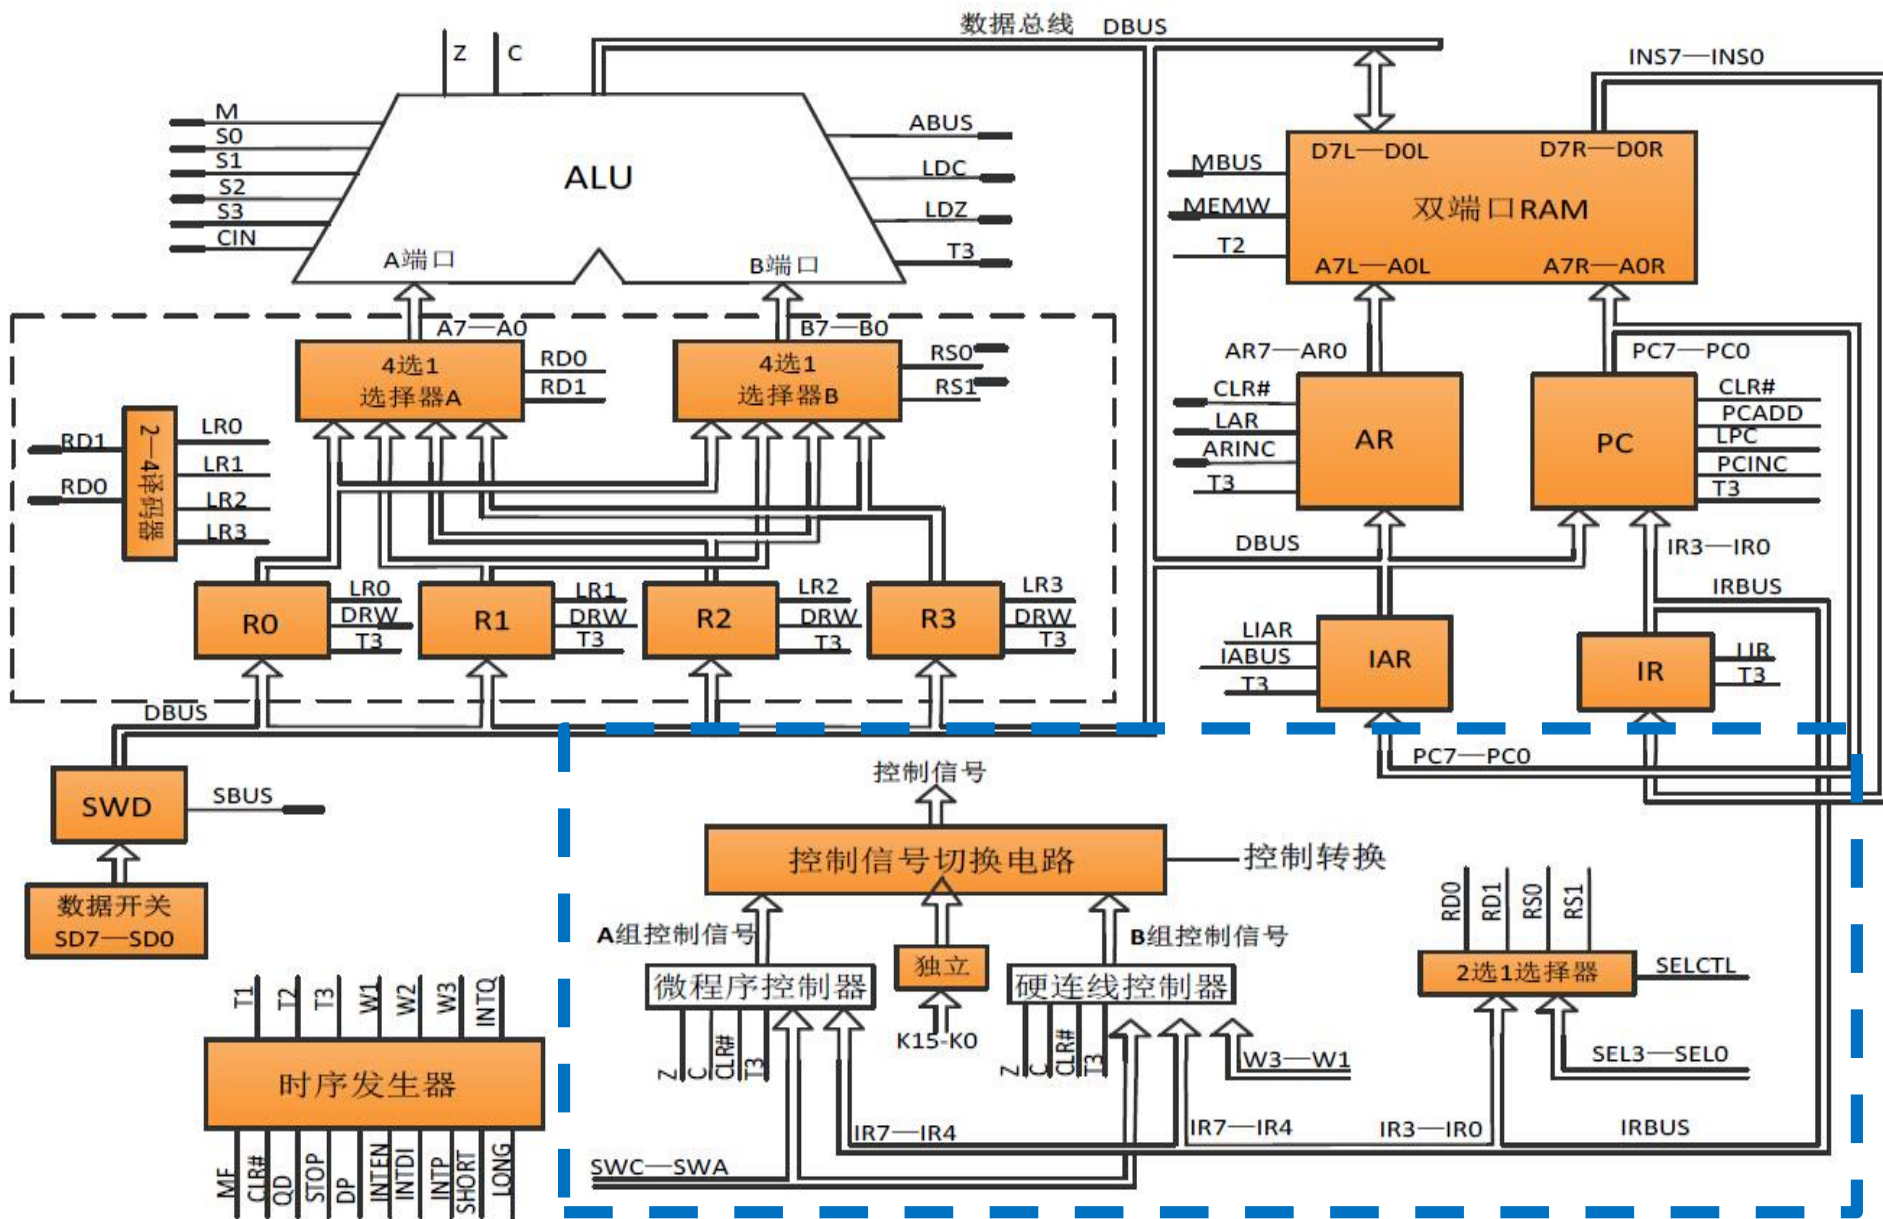 数据总线 DBUS
Z
C
INS7—INS0
M
S0
S1
S2
S3
CIN
ALU
A端口
B端口
ABUS
LDC
LDZ
T3
MBUS
MEMW
T2
D7L—D0L
D7R—D0R
双端口RAM
A7L—A0L
A7R—A0R
A7—A0
B7—B0
4选1
选择器A
RD0
RD1
4选1
选择器B
RS0
RS1
AR7—AR0
PC7—PC0
CLR#
LAR
ARINC
T3
AR
PC
CLR#
PCADD
LPC
PCINC
T3
RD1
RD0
2—4译码器
LR0
LR1
LR2
LR3
DBUS
IR3—IR0
IRBUS
R0
LR0
DRW
T3
R1
LR1
DRW
T3
R2
LR2
DRW
T3
R3
LR3
DRW
T3
LIAR
IABUS
T3
IAR
IR
LIR
T3
DBUS
PC7—PC0
SWD
SBUS
数据开关
SD7—SD0
控制信号
控制信号切换电路
控制转换
A组控制信号
B组控制信号
独立
K15-K0
微程序控制器
硬连线控制器
Z
C
CLR#
T3
Z
C
CLR#
T3
W3—W1
RD0
RD1
RS0
RS1
2选1选择器
SELCTL
SEL3—SEL0
IR7—IR4
IR7—IR4
IR3—IR0
IRBUS
SWC—SWA
T1
T2
T3
W1
W2
W3
INTQ
时序发生器
MF
CLR#
QD
STOP
DP
INTEN
INTDI
INTP
SHORT
LONG